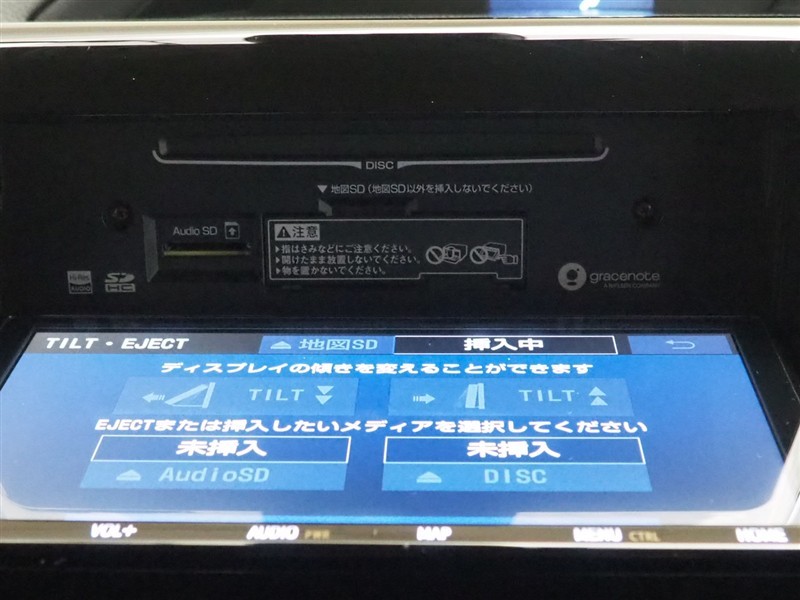 DISC
▼地図SD(地図SD以外を挿入しないでください)
Audio SD
⚠注意
▶指はさみなどにご注意ください。
▶開けたまま放置しないでください。
▶物を置かないでください。
Hi-Res
AUDIO
SD
HC
gracenote
TILT・EJECT
地図SD
挿入中
ディスプレイの傾きを変えることができます
TILT
TILT
EJECTまたは挿入したいメディアを選択してください
未挿入
未挿入
AudioSD
DISC
VOL+
AUDIO PWR
MAP
MENU CTRL
HOME